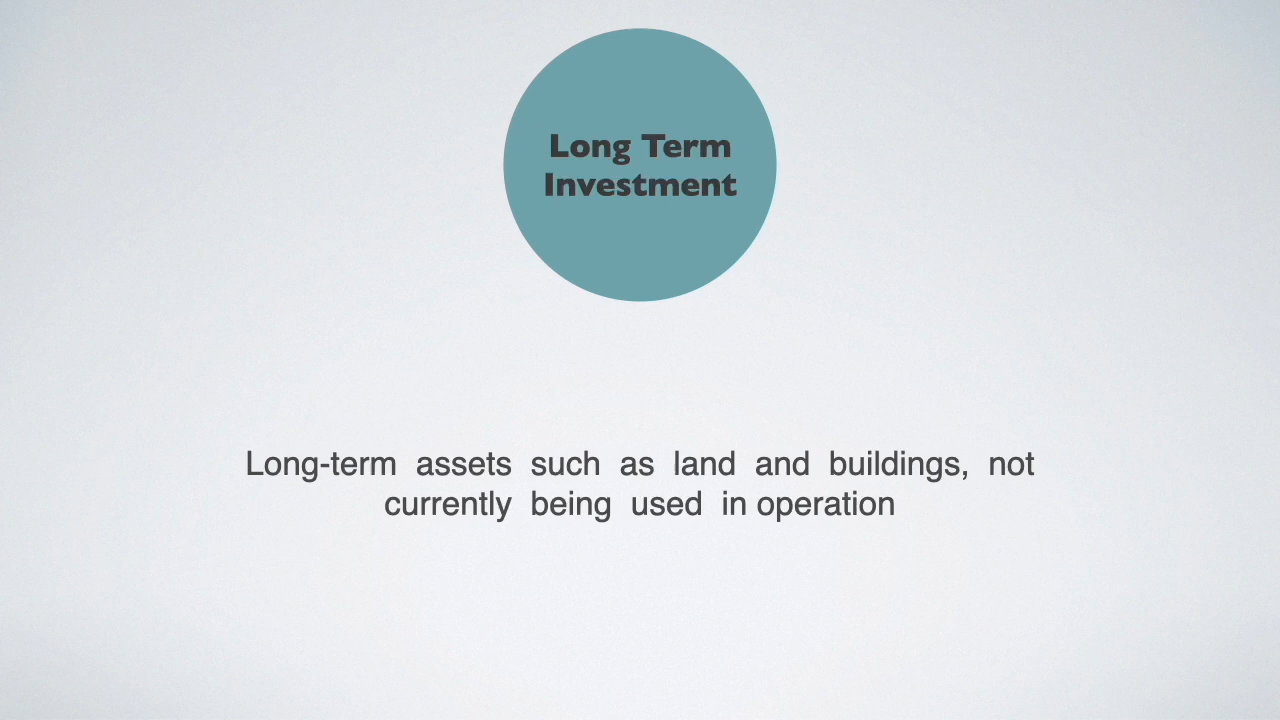 Long Term
Investment
Long-term assets such as land and buildings, not
currently being used in operation